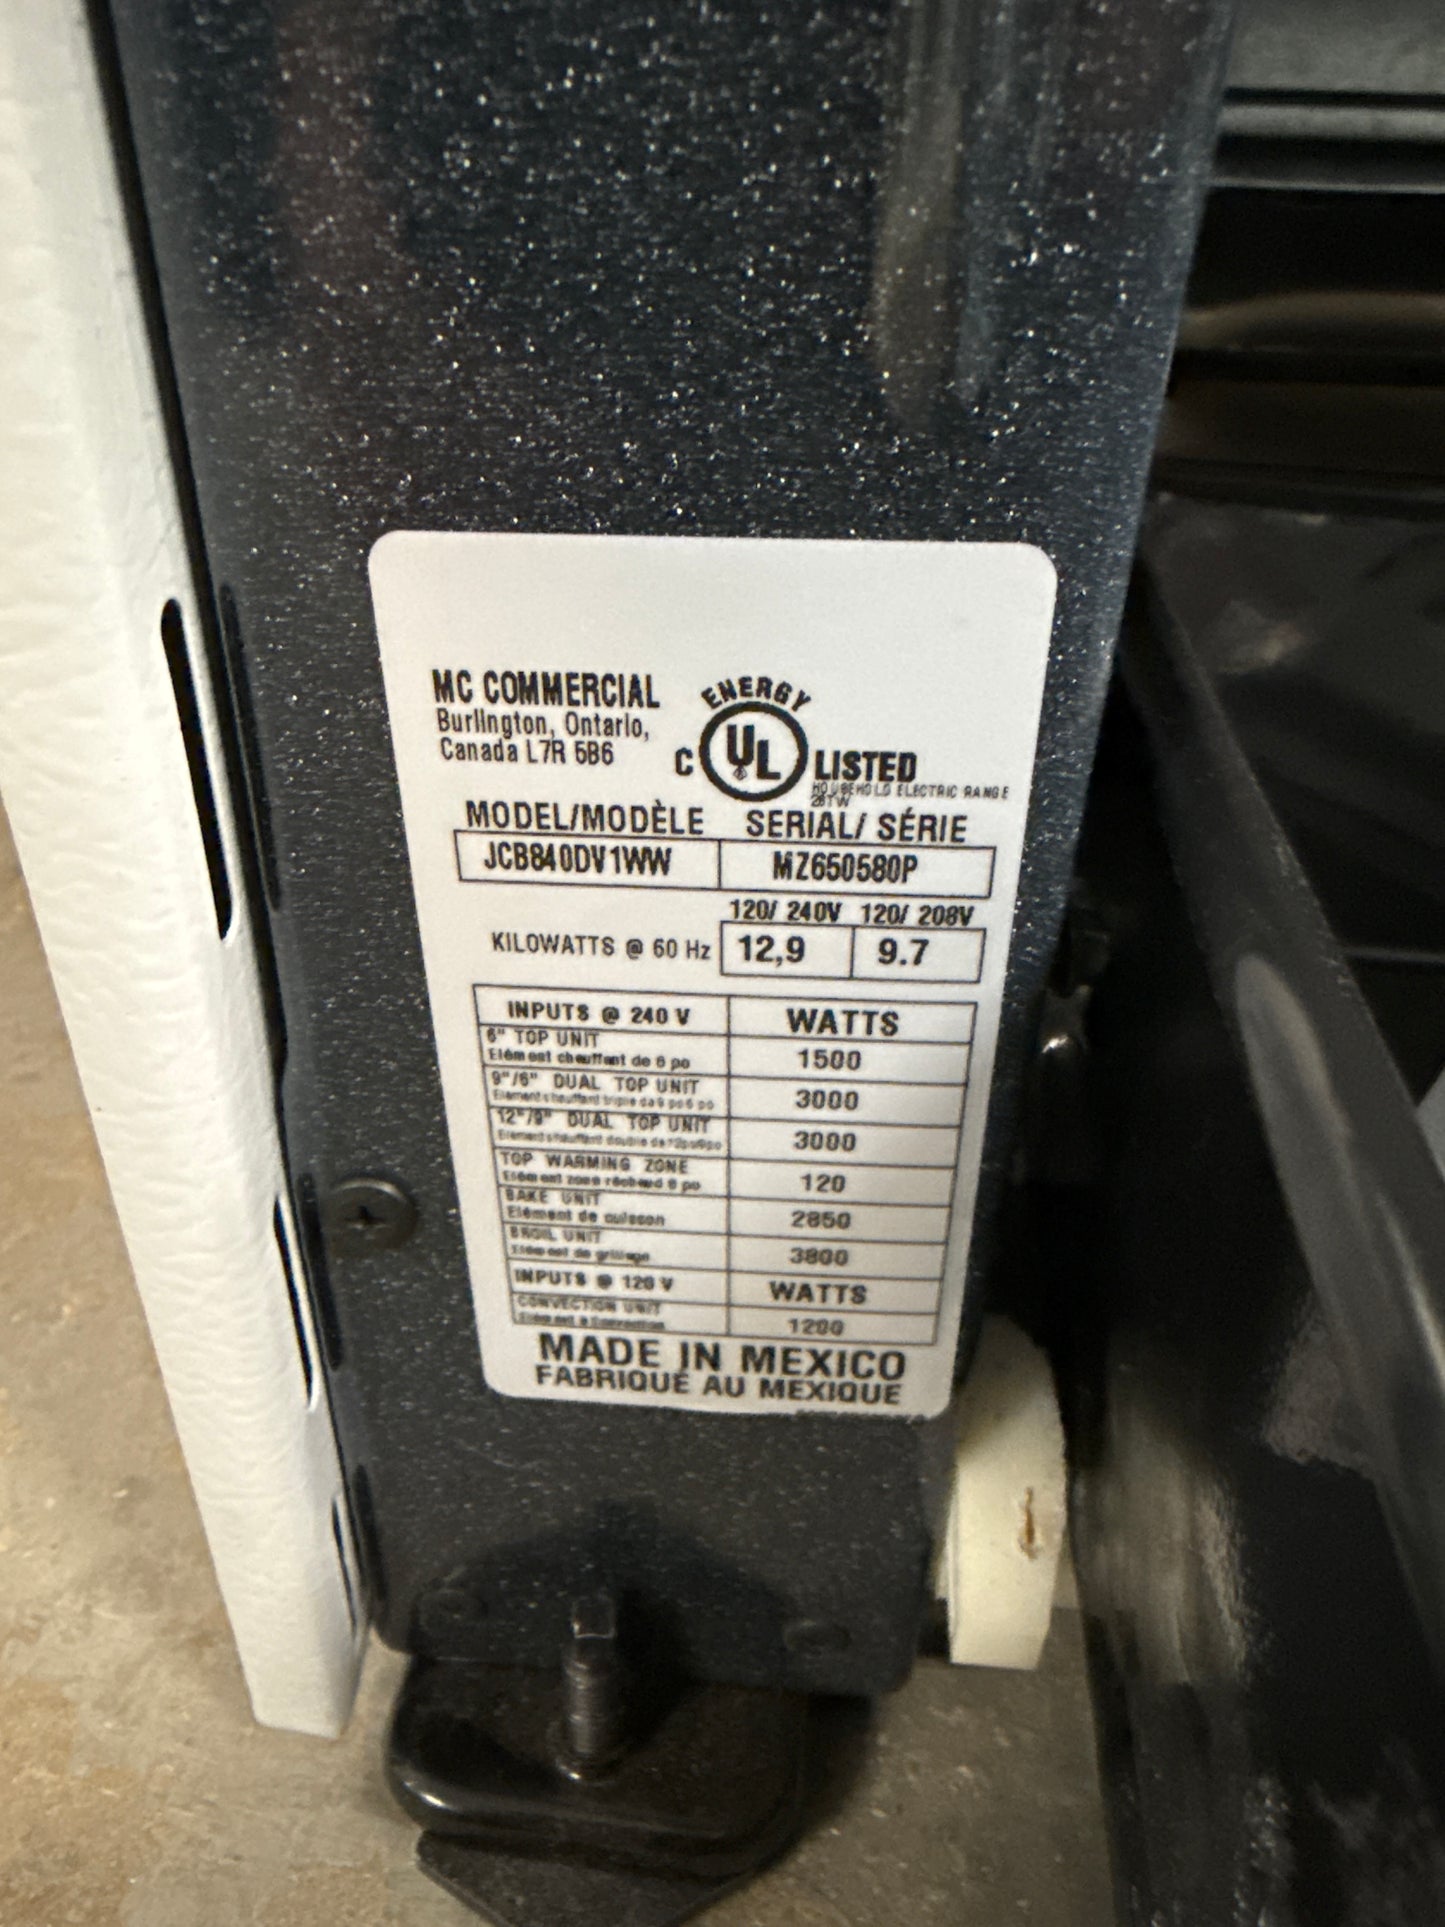 MC COMMERCIAL
Burlington, Ontario,
Canada L7R 5B6
ENERGY
C UL LISTED
HOUSEHOLD ELECTRIC RANGE
28TW
MODEL/MODÈLE SERIAL/ SÉRIE
JCB840DV1WW MZ650580P
120/ 240V 120/ 208V
KILOWATTS @ 60 Hz 12,9 9.7
INPUTS @ 240 V WATTS
6" TOP UNIT
Elément chauffant de 6 po 1500
9"/6" DUAL TOP UNIT
3000
12"/9" DUAL TOP UNIT
3000
TOP WARMING ZONE
120
BAKE UNIT
Elément de cuisson 2850
BROIL UNIT
Elément de grillage 3800
INPUTS @ 120 V WATTS
CONVECTION UNIT
1200
MADE IN MEXICO
FABRIQUÉ AU MEXIQUE